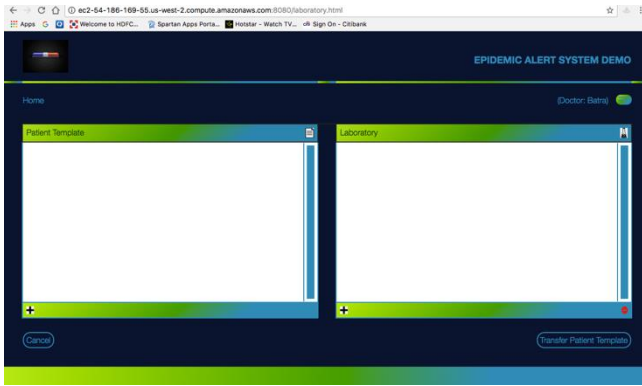 ec2-54-186-169-55.us-west-2.compute.amazonaws.com:8080/laboratory.html
Apps G Welcome to HDFC... Spartan Apps Porta... Hotstar - Watch TV... citi Sign On - Citibank
EPIDEMIC ALERT SYSTEM DEMO
Home (Doctor: Batra)
Patient Template Laboratory
Cancel Transfer Patient Template